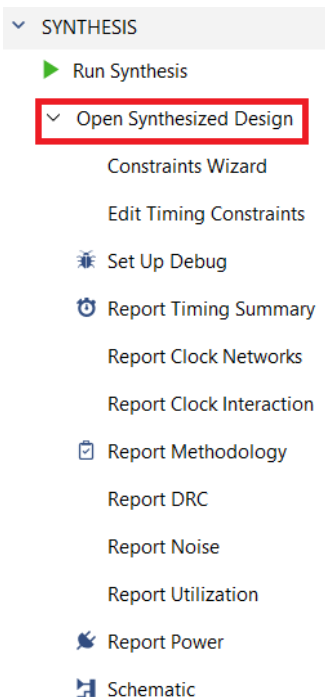 SYNTHESIS
Run Synthesis
Open Synthesized Design
Constraints Wizard
Edit Timing Constraints
Set Up Debug
Report Timing Summary
Report Clock Networks
Report Clock Interaction
Report Methodology
Report DRC
Report Noise
Report Utilization
Report Power
Schematic